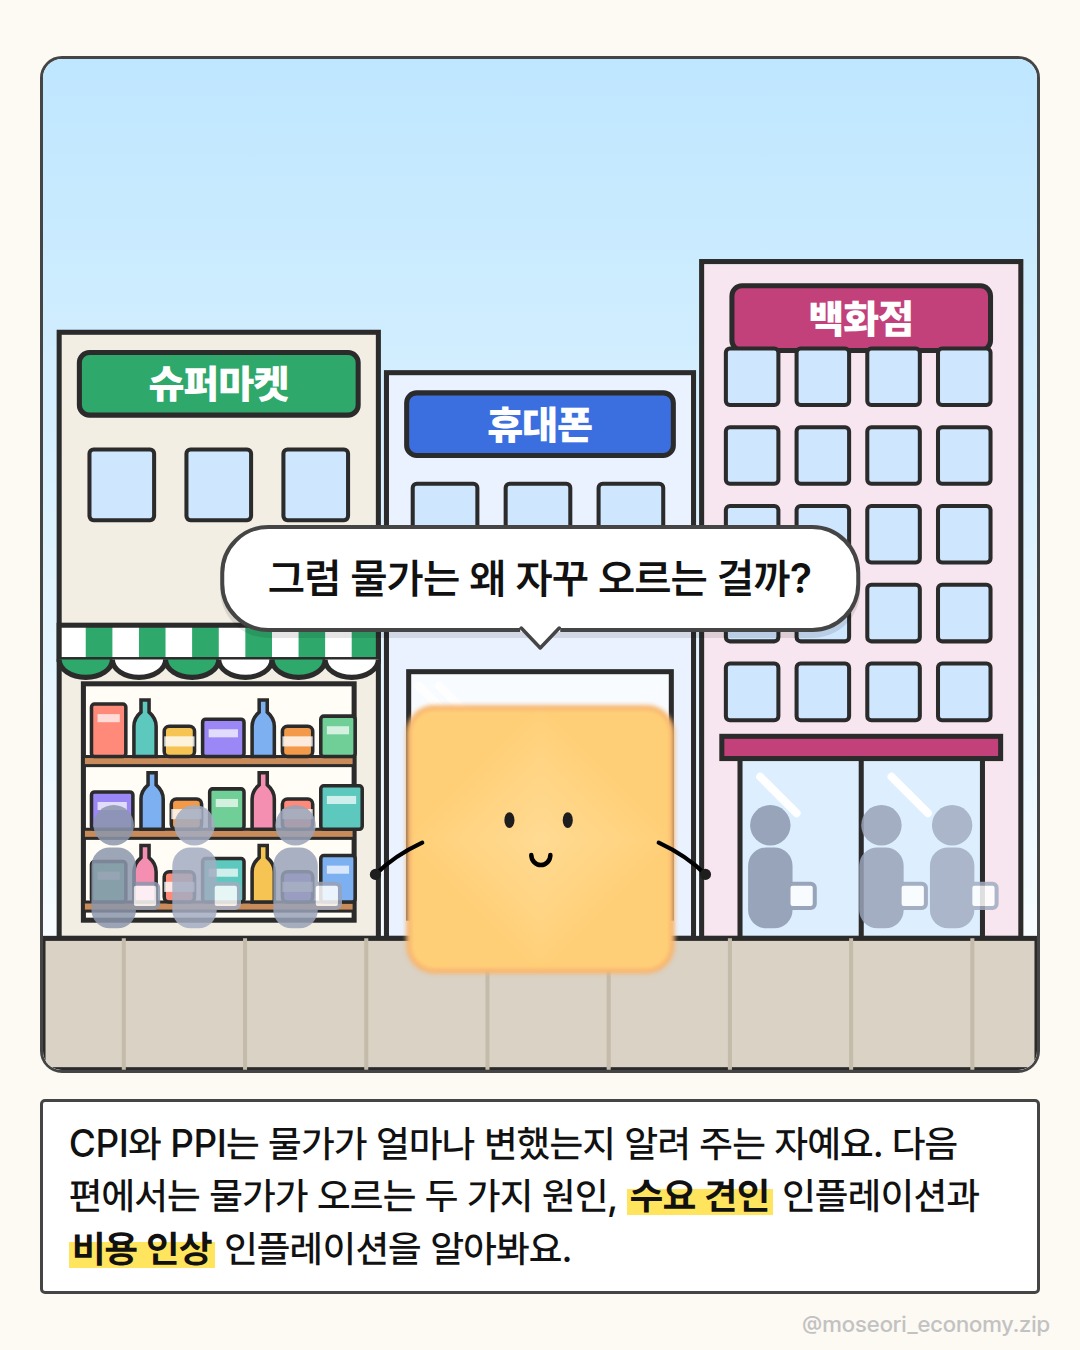 백화점
슈퍼마켓
휴대폰
그럼 물가는 왜 자꾸 오르는 걸까?
CPI와 PPI는 물가가 얼마나 변했는지 알려 주는 자예요. 다음
편에서는 물가가 오르는 두 가지 원인, 수요 견인 인플레이션과
비용 인상 인플레이션을 알아봐요.
@moseori_economy.zip